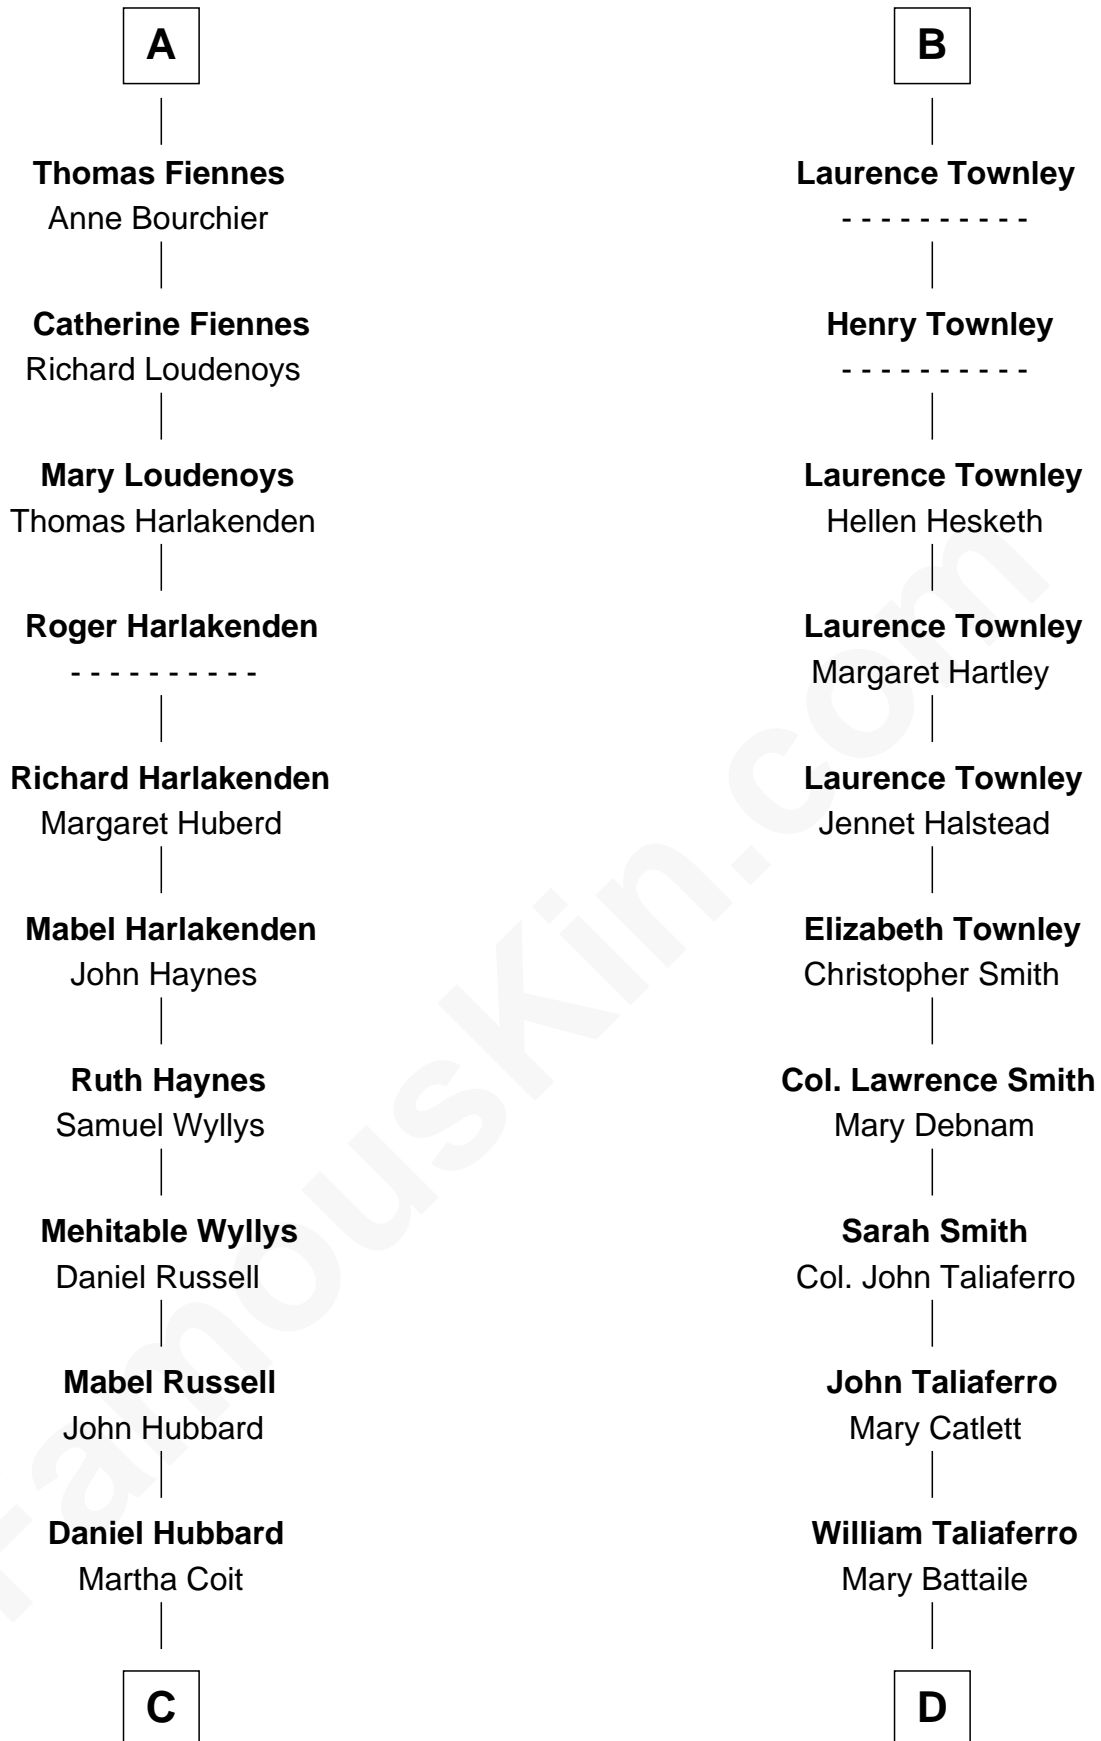 A
Thomas Fiennes
Anne Bourchier
Catherine Fiennes
Richard Loudenoys
Mary Loudenoys
Thomas Harlakenden
Roger Harlakenden
- - - - - - - - - -
Richard Harlakenden
Margaret Huberd
Mabel Harlakenden
John Haynes
Ruth Haynes
Samuel Wyllys
Mehitable Wyllys
Daniel Russell
Mabel Russell
John Hubbard
Daniel Hubbard
Martha Coit
C
B
Laurence Townley
- - - - - - - - - -
Henry Townley
- - - - - - - - - -
Laurence Townley
Hellen Hesketh
Laurence Townley
Margaret Hartley
Laurence Townley
Jennet Halstead
Elizabeth Townley
Christopher Smith
Col. Lawrence Smith
Mary Debnam
Sarah Smith
Col. John Taliaferro
John Taliaferro
Mary Catlett
William Taliaferro
Mary Battaile
D
FamousKin.com